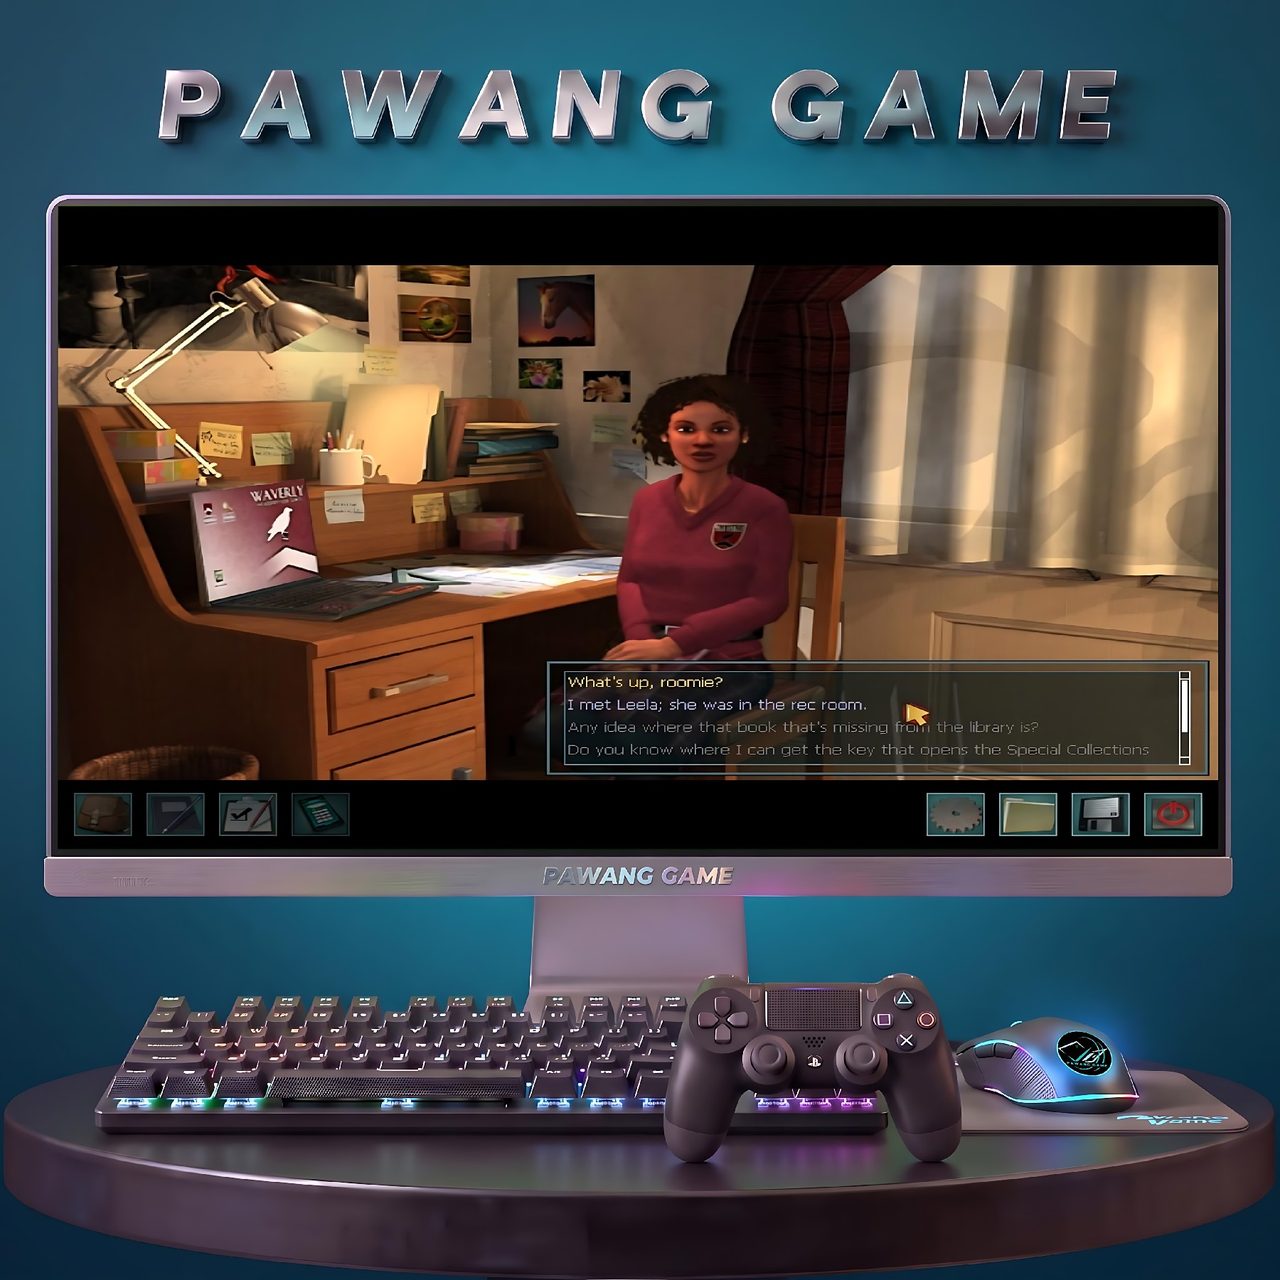 PAWANG GAME
WAVERLY
What's up, roomie?
I met Leela; she was in the rec room.
Any idea where that book that's missing from the library is?
Do you know where I can get the key that opens the Special Collections
PAWANG GAME